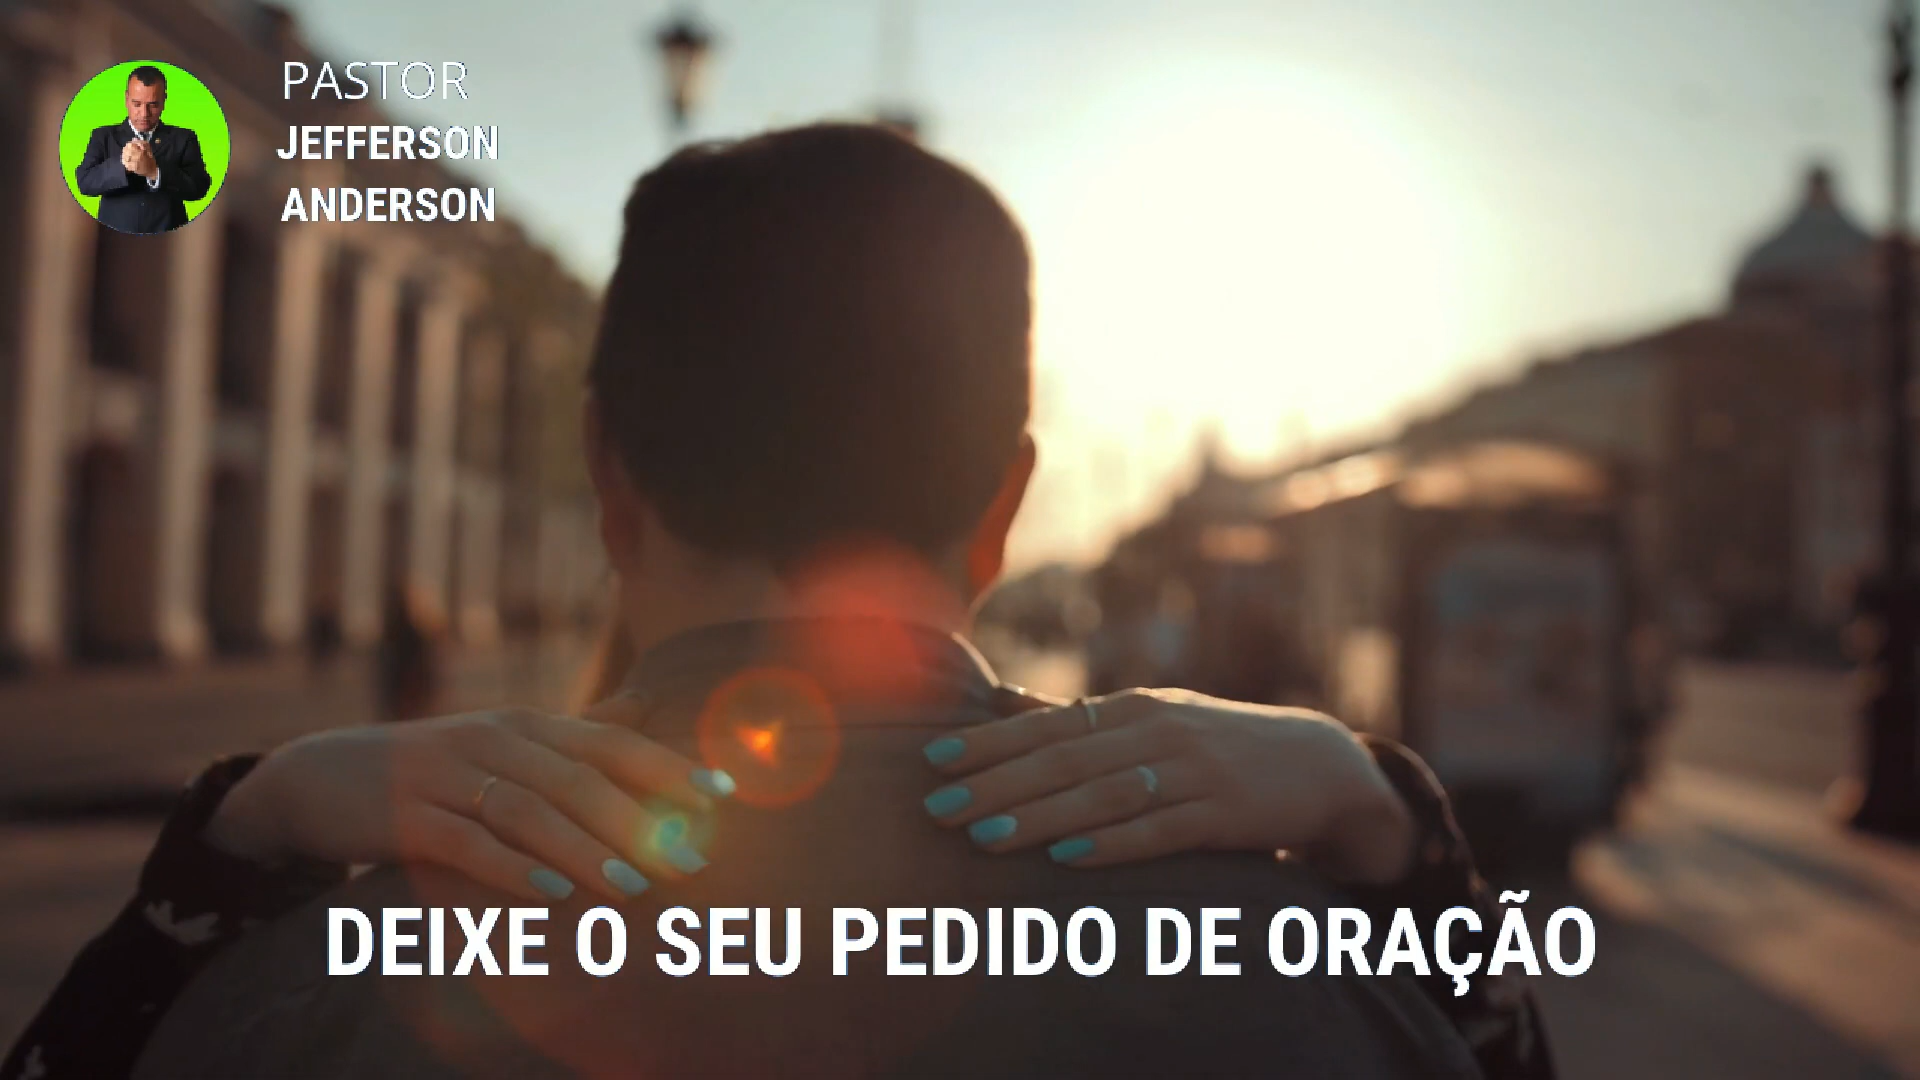 PASTOR
JEFFERSON
ANDERSON
DEIXE O SEU PEDIDO DE ORAÇÃO